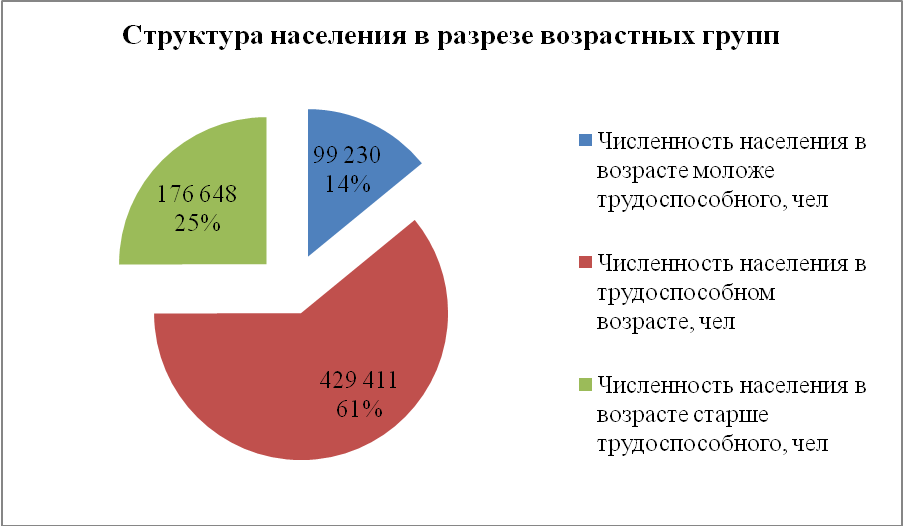 Структура населения в разрезе возрастных групп
99 230
14%
176 648
25%
429 411
61%
Численность населения в
возрасте моложе
трудоспособного, чел
Численность населения в
трудоспособном
возрасте, чел
Численность населения в
возрасте старше
трудоспособного, чел